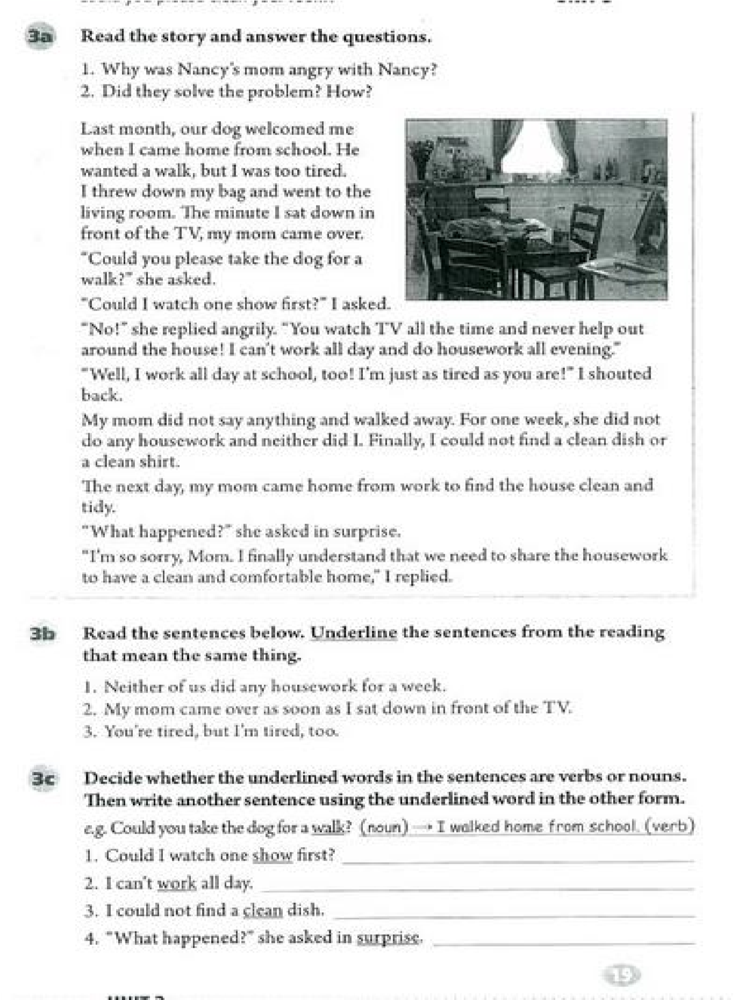 3a Read the story and answer the questions.
1. Why was Nancy's mom angry with Nancy?
2. Did they solve the problem? How?
Last month, our dog welcomed me
when I came home from school. He
wanted a walk, but I was too tired.
I threw down my bag and went to the
living room. The minute I sat down in
front of the TV, my mom came over.
"Could you please take the dog for a
walk?" she asked.
"Could I watch one show first?" I asked.
"No!" she replied angrily. "You watch TV all the time and never help out
around the house! I can't work all day and do housework all evening."
"Well, I work all day at school, too! I'm just as tired as you are!" I shouted
back.
My mom did not say anything and walked away. For one week, she did not
do any housework and neither did I. Finally, I could not find a clean dish or
a clean shirt.
The next day, my mom came home from work to find the house clean and
tidy.
"What happened?" she asked in surprise.
"I'm so sorry, Mom. I finally understand that we need to share the housework
to have a clean and comfortable home," I replied.
3b Read the sentences below. Underline the sentences from the reading
that mean the same thing.
1. Neither of us did any housework for a week.
2. My mom came over as soon as I sat down in front of the TV.
3. You're tired, but I'm tired, too.
3c Decide whether the underlined words in the sentences are verbs or nouns.
Then write another sentence using the underlined word in the other form.
e.g. Could you take the dog for a walk? (noun) → I walked home from school. (verb)
1. Could I watch one show first?
2. I can't work all day.
3. I could not find a clean dish.
4. "What happened?" she asked in surprise.
19